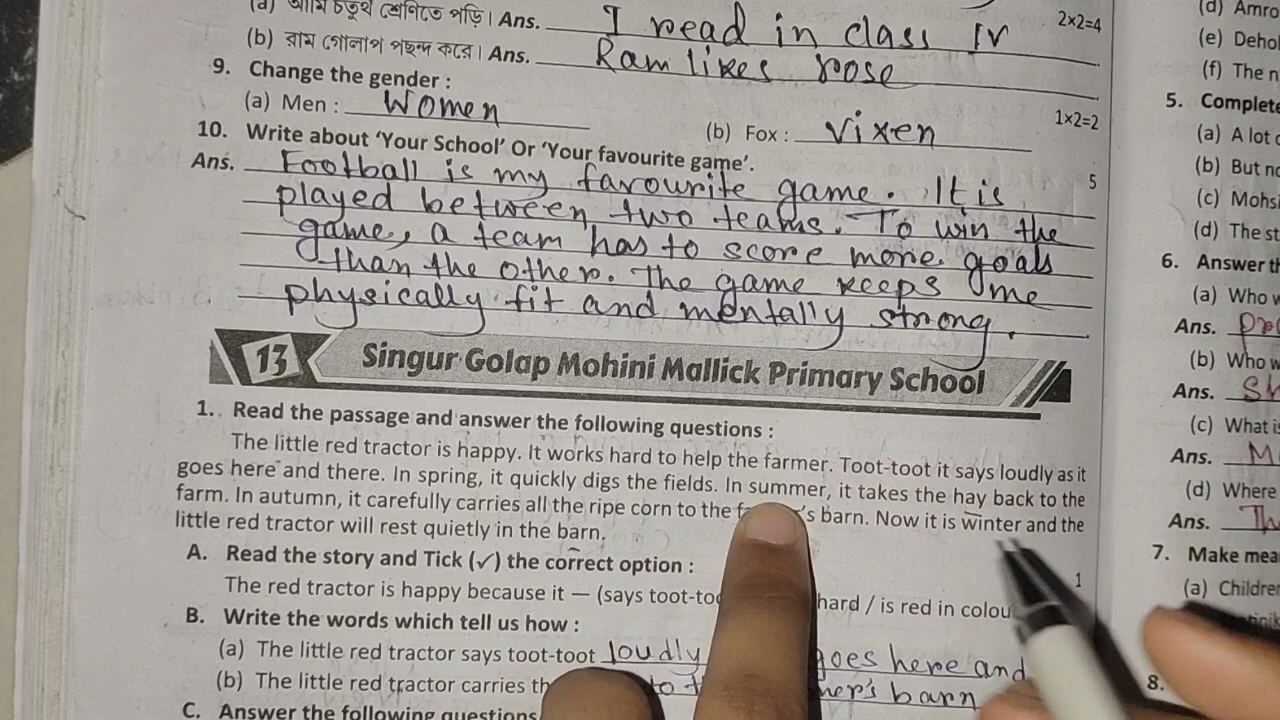 (a) আমি চতুর্থ শ্রেণিতে পড়ি। Ans. I read in class IV 2×2=4
(b) রাম গোলাপ পছন্দ করে। Ans. Ram likes rose
9. Change the gender :
(a) Men : Women (b) Fox : Vixen 1×2=2
10. Write about 'Your School' Or 'Your favourite game'. 5
Ans. Football is my favourite game. It is
played between two teams. To win the
game, a team has to score more goals
than the other. The game keeps me
physically fit and mentally strong.
13 Singur Golap Mohini Mallick Primary School
1. Read the passage and answer the following questions :
The little red tractor is happy. It works hard to help the farmer. Toot-toot it says loudly as it
goes here and there. In spring, it quickly digs the fields. In summer, it takes the hay back to the
farm. In autumn, it carefully carries all the ripe corn to the 's barn. Now it is winter and the
little red tractor will rest quietly in the barn.
A. Read the story and Tick (✓) the correct option : 1
The red tractor is happy because it — (says toot-too hard / is red in colou
B. Write the words which tell us how :
(a) The little red tractor says toot-toot loudly goes here and
(b) The little red tractor carries th to barn
C. Answer the following questions
(d) Amro
(e) Deho
(f) The n
5. Complete
(a) A lot
(b) But no
(c) Mohsi
(d) The st
6. Answer th
(a) Who w
Ans.
(b) Who w
Ans.
(c) What is
Ans. M
(d) Where
Ans. Th
7. Make mea
(a) Childre
8.